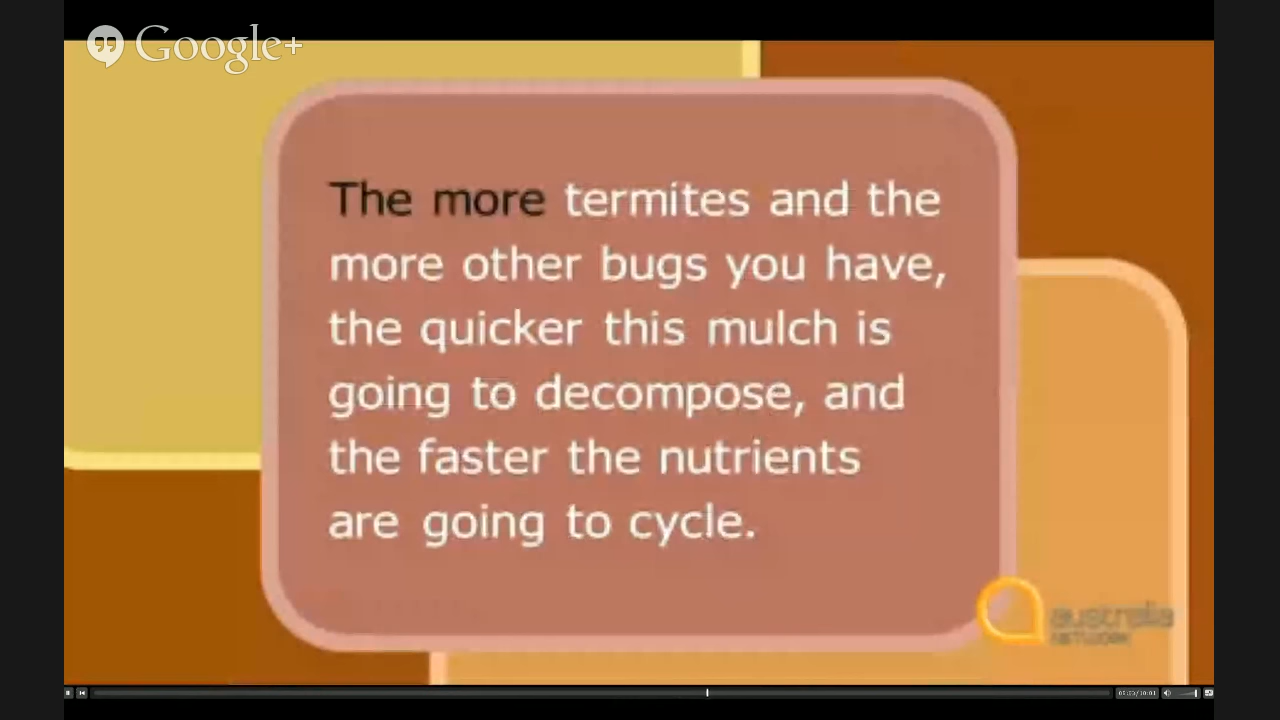 Google+
The more termites and the
more other bugs you have,
the quicker this mulch is
going to decompose, and
the faster the nutrients
are going to cycle.
australia
NETWORK